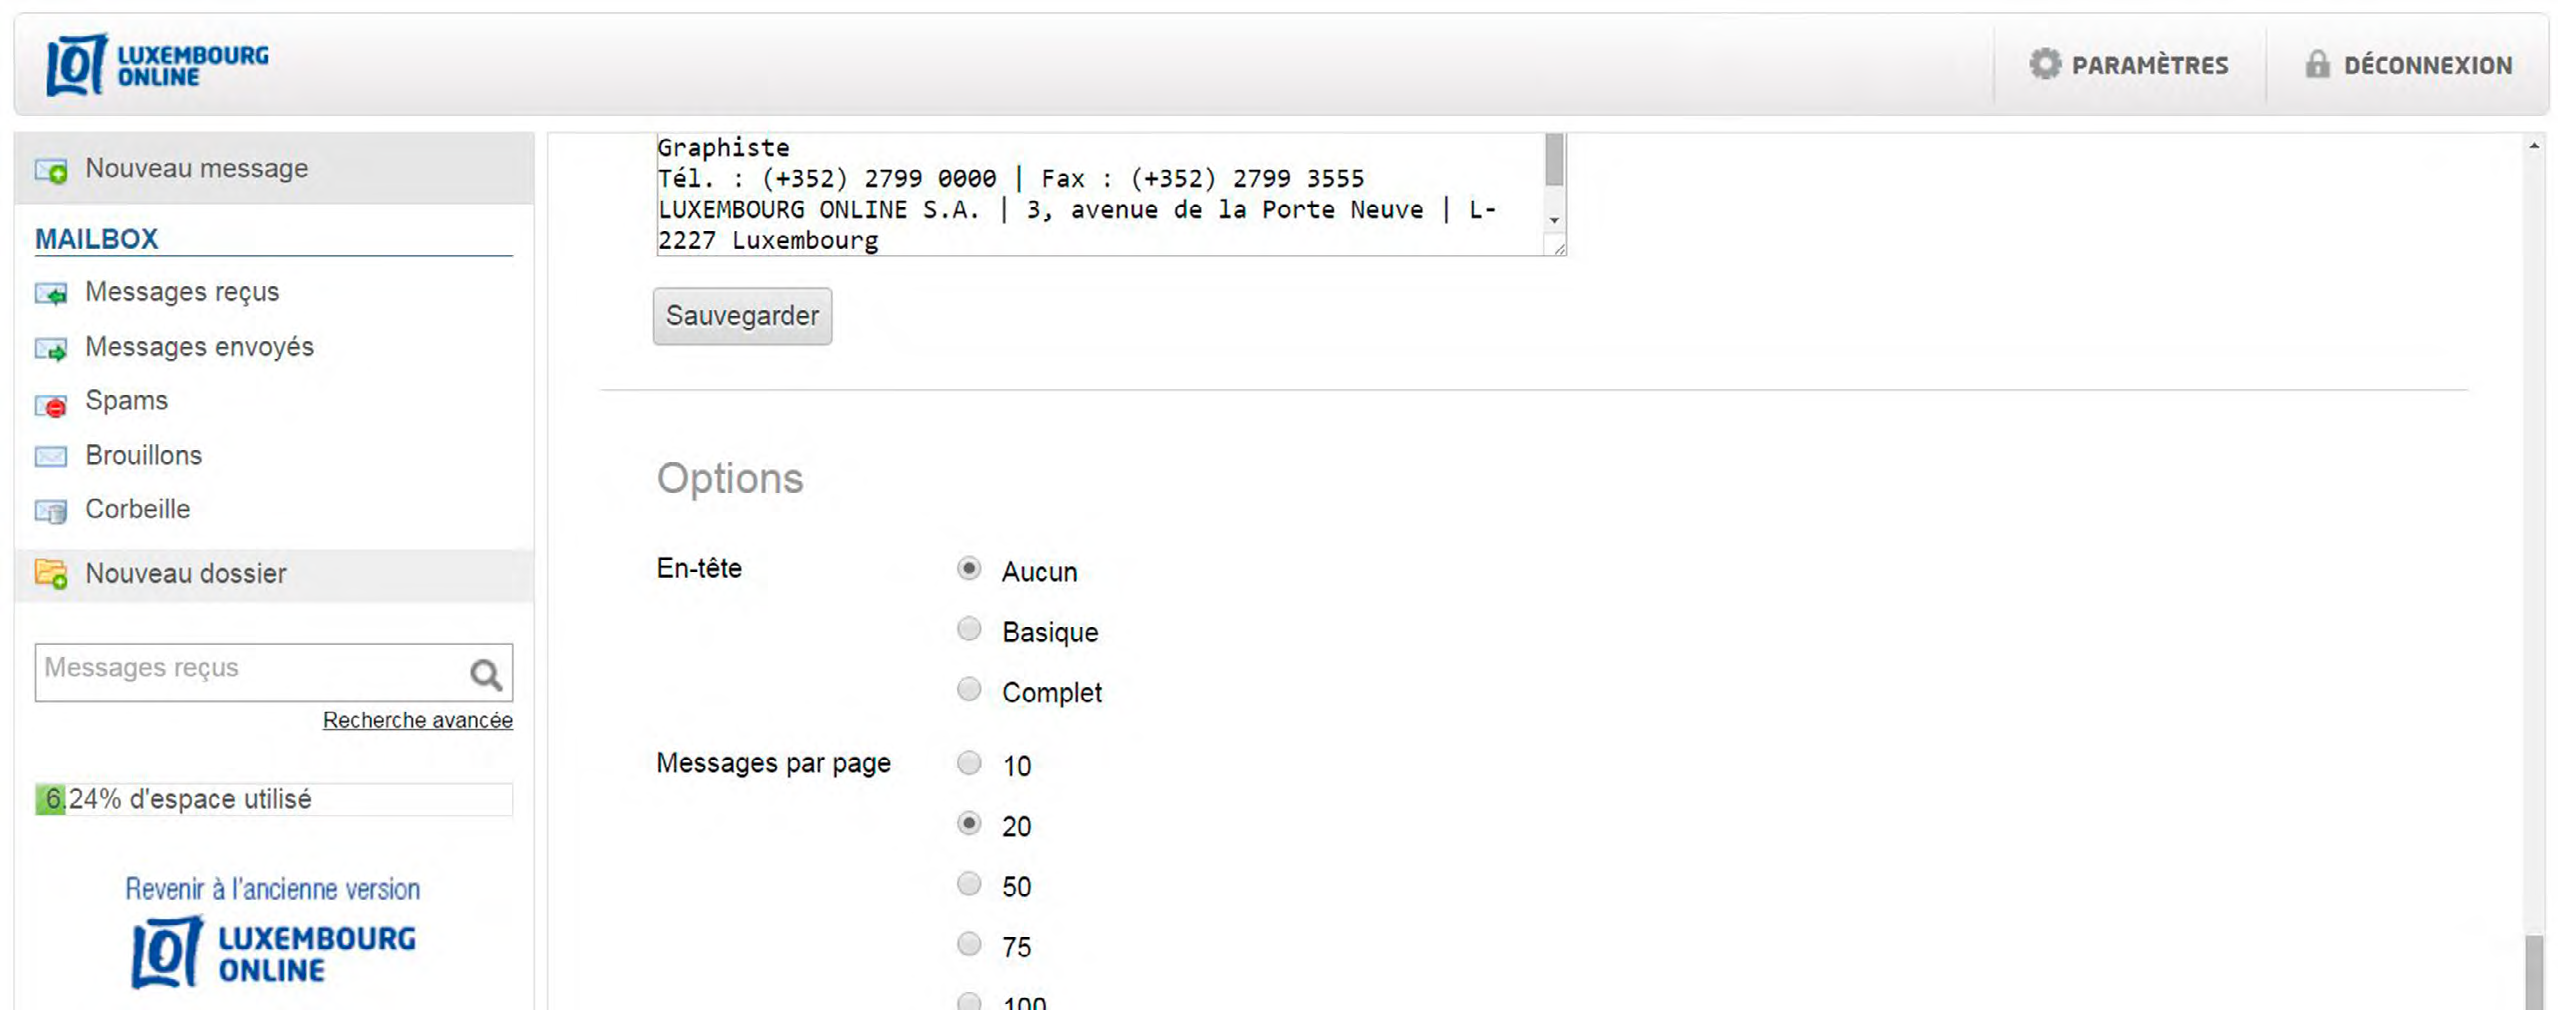 LUXEMBOURG
ONLINE
PARAMÈTRES
DÉCONNEXION
Nouveau message
MAILBOX
Messages reçus
Messages envoyés
Spams
Brouillons
Corbeille
Nouveau dossier
Messages reçus
Recherche avancée
6.24% d'espace utilisé
Revenir à l'ancienne version
LUXEMBOURG
ONLINE
Graphiste
Tél. : (+352) 2799 0000 | Fax : (+352) 2799 3555
LUXEMBOURG ONLINE S.A. | 3, avenue de la Porte Neuve | L-
2227 Luxembourg
Sauvegarder
Options
En-tête
Aucun
Basique
Complet
Messages par page
10
20
50
75
100